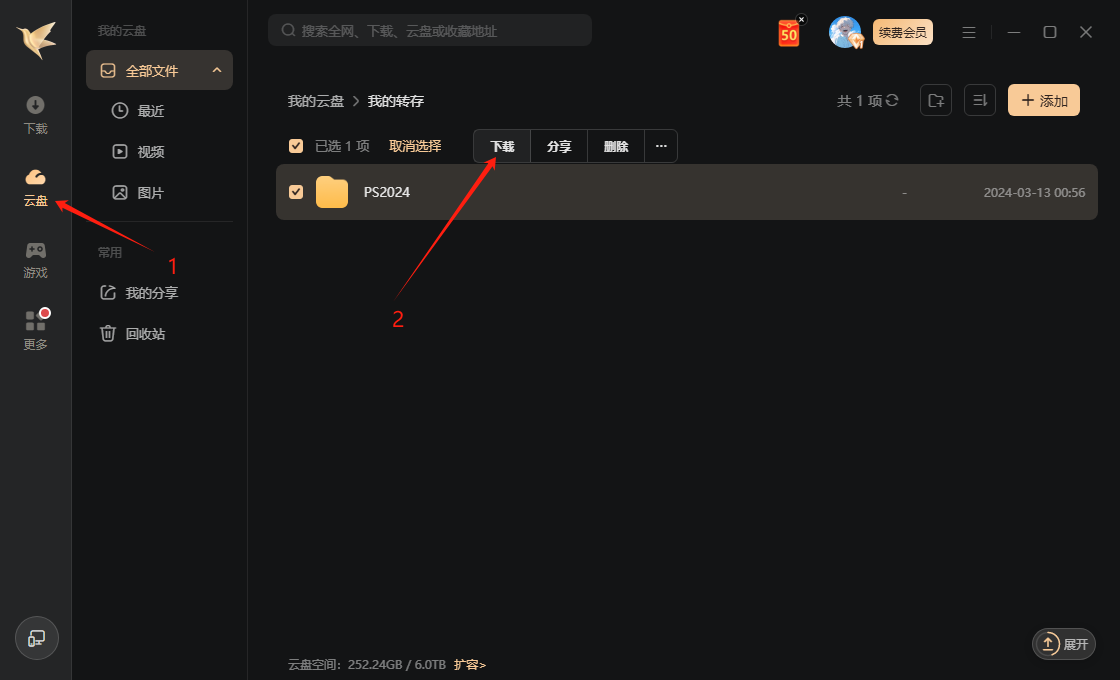 我的云盘
搜索全网、下载、云盘或收藏地址
50
续费会员
全部文件
下载
最近
视频
云盘
图片
常用
游戏
我的分享
更多
回收站
我的云盘 > 我的转存
共 1 项
添加
已选 1 项
取消选择
下载
分享
删除
...
PS2024
-
2024-03-13 00:56
1
2
展开
云盘空间：252.24GB / 6.0TB 扩容>